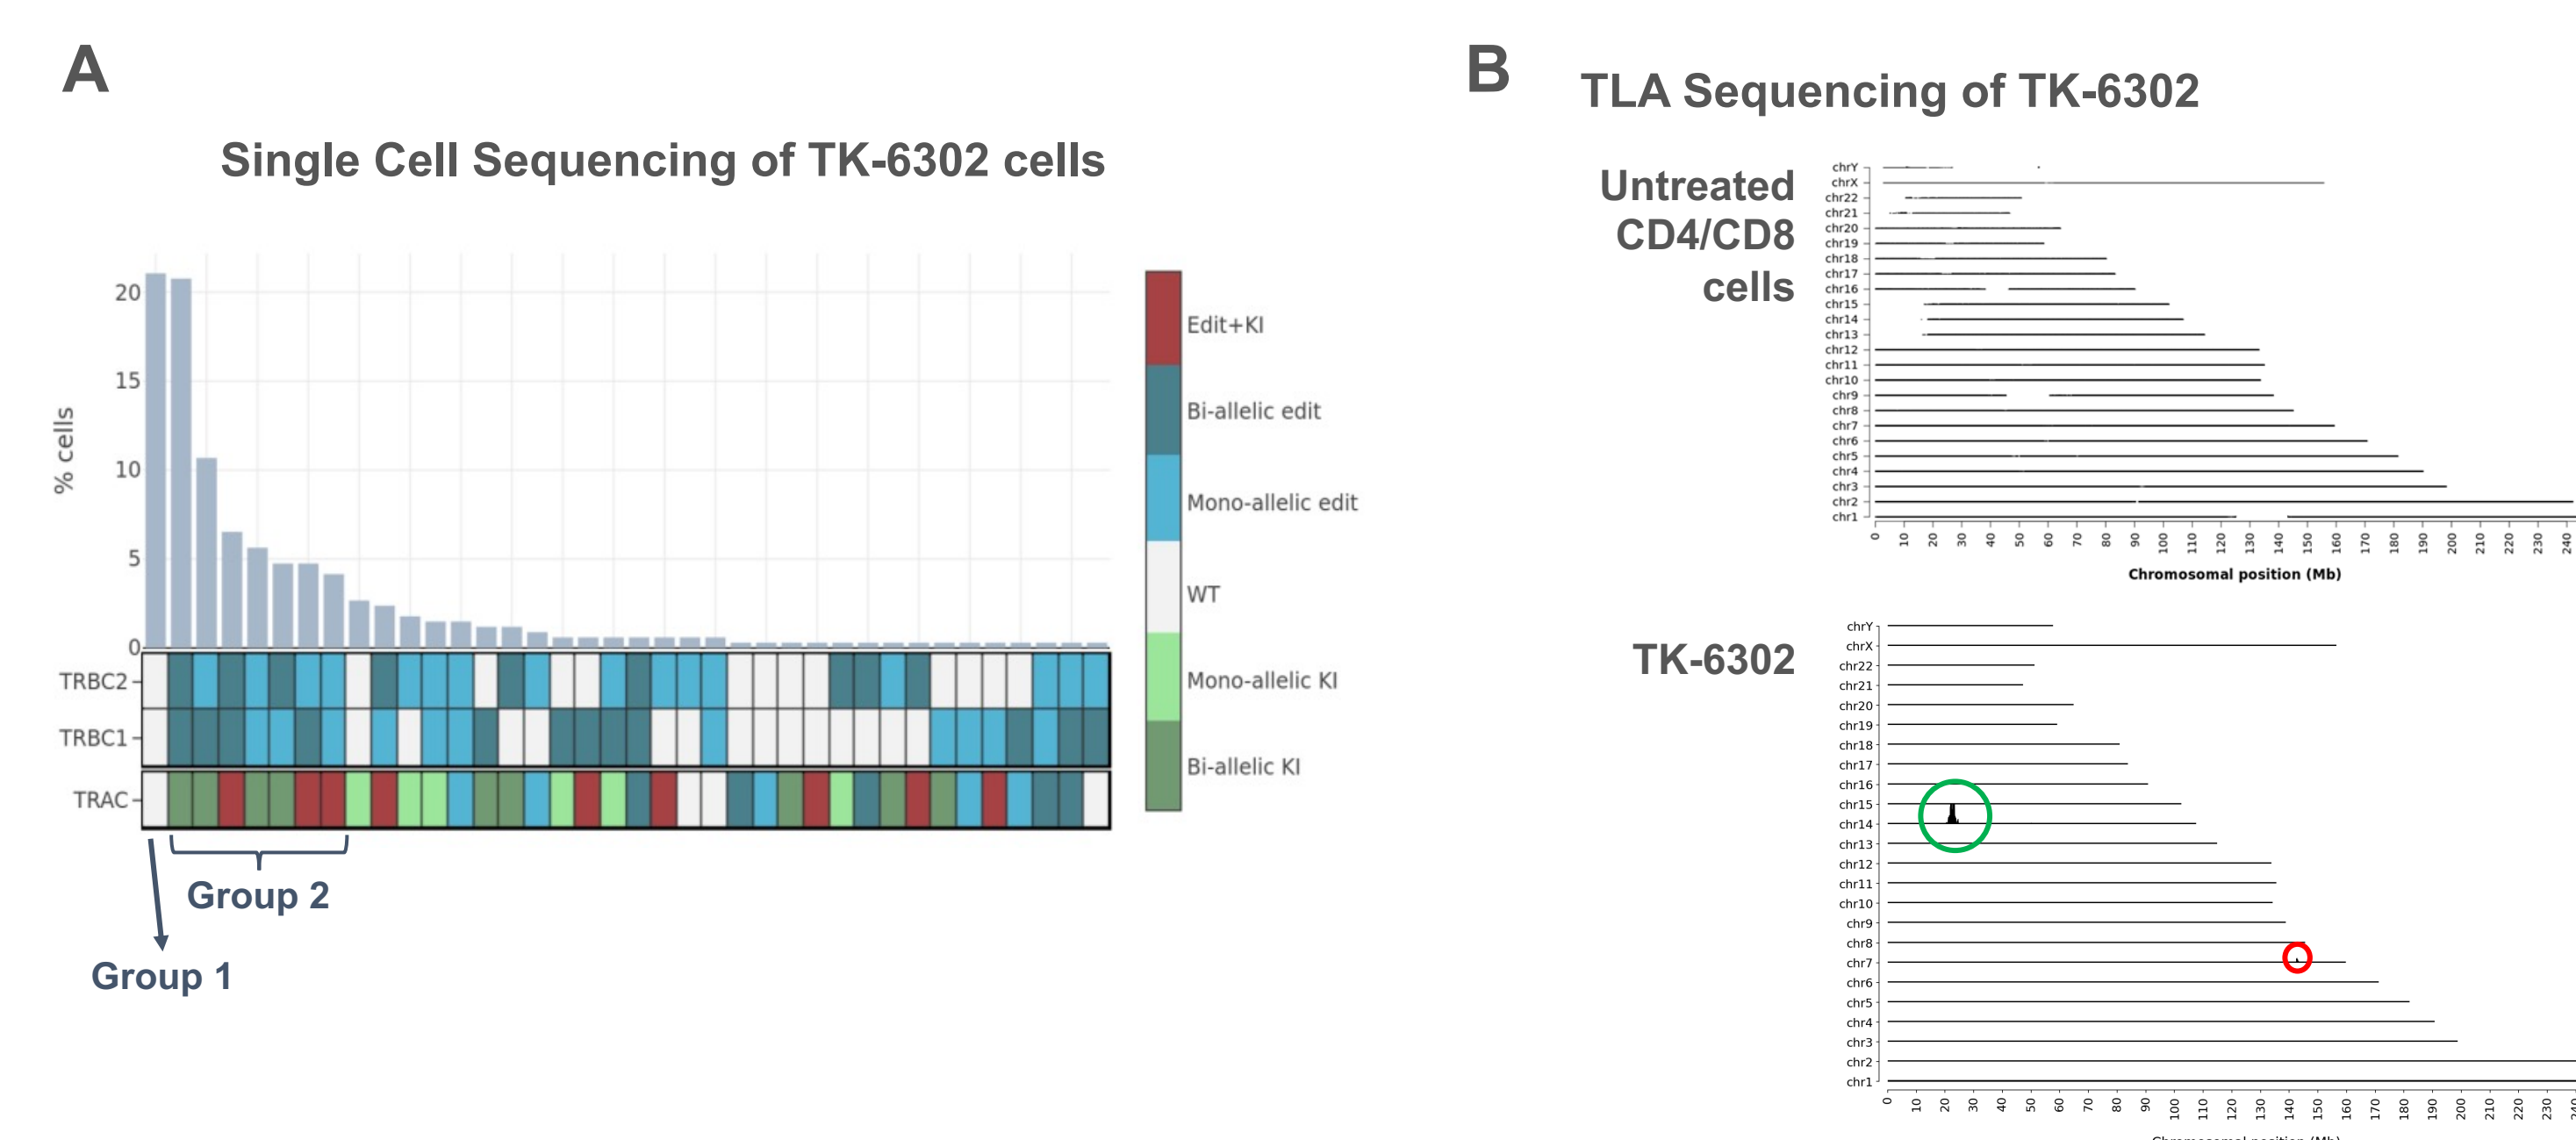 A
Single Cell Sequencing of TK-6302 cells
% cells
20
15
10
5
0
TRBC2
TRBC1
TRAC
Edit+KI
Bi-allelic edit
Mono-allelic edit
WT
Mono-allelic KI
Bi-allelic KI
Group 2
Group 1
B
TLA Sequencing of TK-6302
Untreated
CD4/CD8
cells
chrY
chrX
chr22
chr21
chr20
chr19
chr18
chr17
chr16
chr15
chr14
chr13
chr12
chr11
chr10
chr9
chr8
chr7
chr6
chr5
chr4
chr3
chr2
chr1
0 10 20 30 40 50 60 70 80 90 100 110 120 130 140 150 160 170 180 190 200 210 220 230 240
Chromosomal position (Mb)
TK-6302
chrY
chrX
chr22
chr21
chr20
chr19
chr18
chr17
chr16
chr15
chr14
chr13
chr12
chr11
chr10
chr9
chr8
chr7
chr6
chr5
chr4
chr3
chr2
chr1
0 10 20 30 40 50 60 70 80 90 100 110 120 130 140 150 160 170 180 190 200 210 220 230 240
Chromosomal position (Mb)